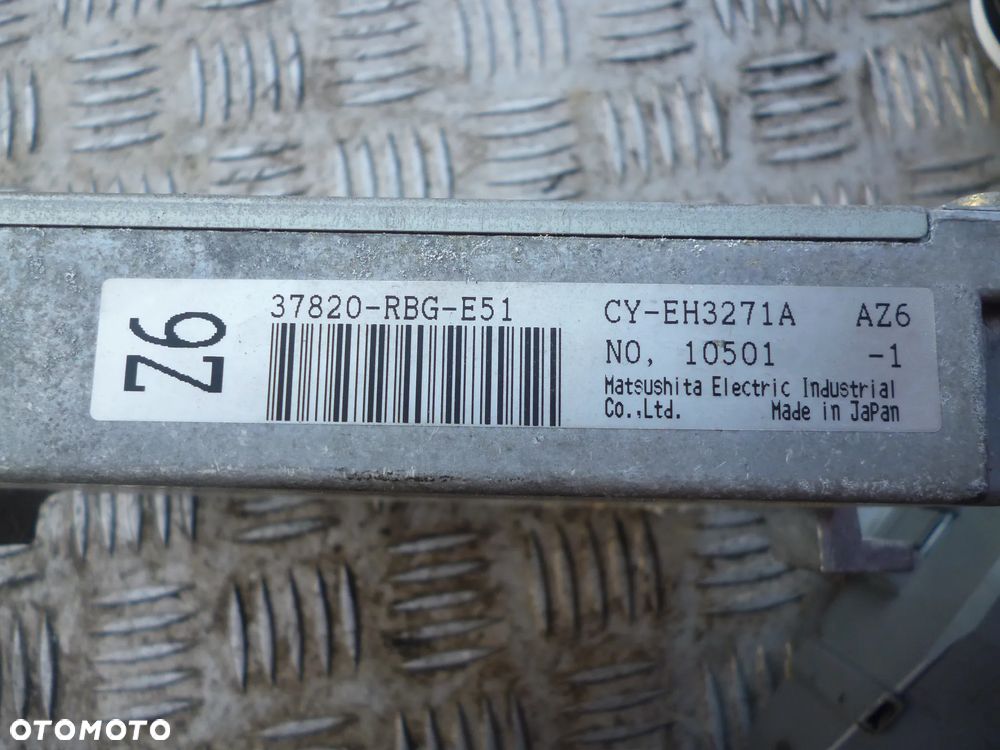 Z6
37820-RBG-E51
CY-EH3271A AZ6
NO, 10501 -1
Matsushita Electric Industrial
Co.,Ltd. Made in JaPan
OTOMOTO